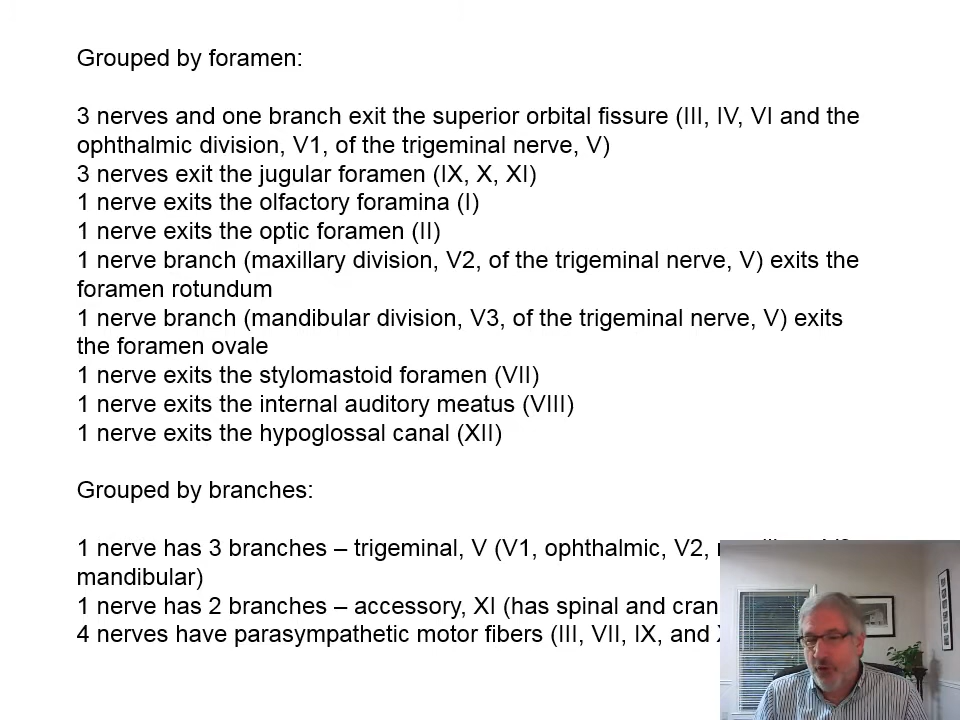 Grouped by foramen:
3 nerves and one branch exit the superior orbital fissure (III, IV, VI and the
ophthalmic division, V1, of the trigeminal nerve, V)
3 nerves exit the jugular foramen (IX, X, XI)
1 nerve exits the olfactory foramina (I)
1 nerve exits the optic foramen (II)
1 nerve branch (maxillary division, V2, of the trigeminal nerve, V) exits the
foramen rotundum
1 nerve branch (mandibular division, V3, of the trigeminal nerve, V) exits
the foramen ovale
1 nerve exits the stylomastoid foramen (VII)
1 nerve exits the internal auditory meatus (VIII)
1 nerve exits the hypoglossal canal (XII)
Grouped by branches:
1 nerve has 3 branches – trigeminal, V (V1, ophthalmic, V2,
mandibular)
1 nerve has 2 branches – accessory, XI (has spinal and
4 nerves have parasympathetic motor fibers (III, VII, IX, and